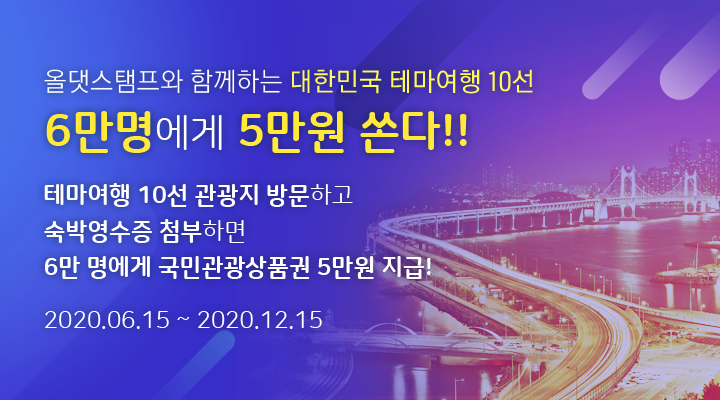 올댓스탬프와 함께하는 대한민국 테마여행 10선
6만명에게 5만원 쏜다!!
테마여행 10선 관광지 방문하고
숙박영수증 첨부하면
6만 명에게 국민관광상품권 5만원 지급!
2020.06.15 ~ 2020.12.15